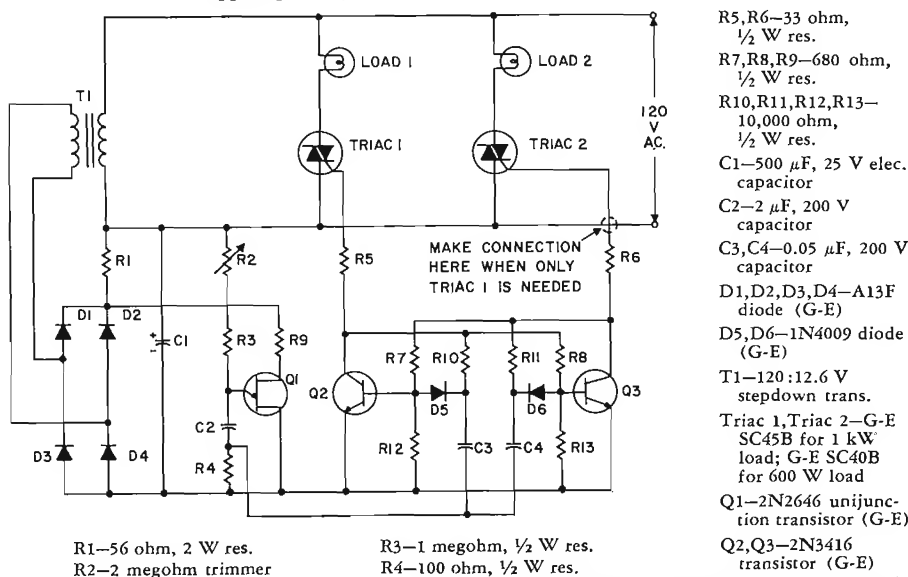 LOAD 1
LOAD 2
T1
120
V
AC.
TRIAC 1
TRIAC 2
R1
R2
R5
MAKE CONNECTION
HERE WHEN ONLY
TRIAC 1 IS NEEDED
R6
D1
D2
C1
+
-
R3
R9
Q1
Q2
R7
R10
R11
R8
Q3
D5
D6
C2
D3
D4
R4
R12
C3
C4
R13
R1—56 ohm, 2 W res.
R2—2 megohm trimmer
R3—1 megohm, ½ W res.
R4—100 ohm, ½ W res.
R5,R6—33 ohm,
½ W res.
R7,R8,R9—680 ohm,
½ W res.
R10,R11,R12,R13—
10,000 ohm,
½ W res.
C1—500 μF, 25 V elec.
capacitor
C2—2 μF, 200 V
capacitor
C3,C4—0.05 μF, 200 V
capacitor
D1,D2,D3,D4—A13F
diode (G-E)
D5,D6—1N4009 diode
(G-E)
T1—120:12.6 V
stepdown trans.
Triac 1,Triac 2—G-E
SC45B for 1 kW
load; G-E SC40B
for 600 W load
Q1—2N2646 unijunc-
tion transistor (G-E)
Q2,Q3—2N3416
transistor (G-E)